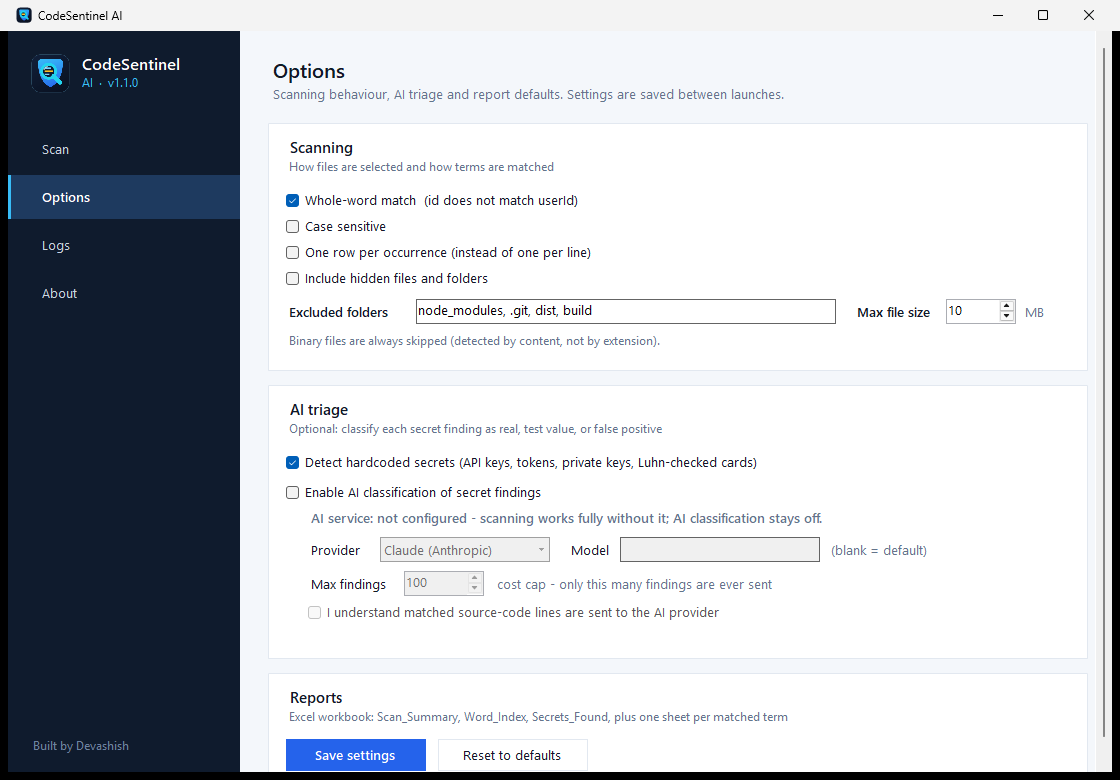 CodeSentinel AI
CodeSentinel
AI · v1.1.0
Scan
Options
Logs
About
Built by Devashish
Options
Scanning behaviour, AI triage and report defaults. Settings are saved between launches.
Scanning
How files are selected and how terms are matched
Whole-word match (id does not match userId)
Case sensitive
One row per occurrence (instead of one per line)
Include hidden files and folders
Excluded folders node_modules, .git, dist, build Max file size 10 MB
Binary files are always skipped (detected by content, not by extension).
AI triage
Optional: classify each secret finding as real, test value, or false positive
Detect hardcoded secrets (API keys, tokens, private keys, Luhn-checked cards)
Enable AI classification of secret findings
AI service: not configured - scanning works fully without it; AI classification stays off.
Provider Claude (Anthropic) Model (blank = default)
Max findings 100 cost cap - only this many findings are ever sent
I understand matched source-code lines are sent to the AI provider
Reports
Excel workbook: Scan_Summary, Word_Index, Secrets_Found, plus one sheet per matched term
Save settings Reset to defaults